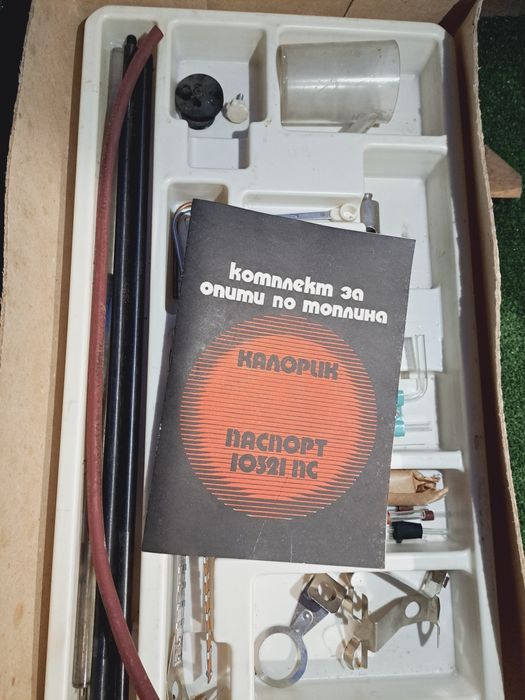 комплект за
опити по топлина
КАЛОРИК
ПАСПОРТ
10321 ПС